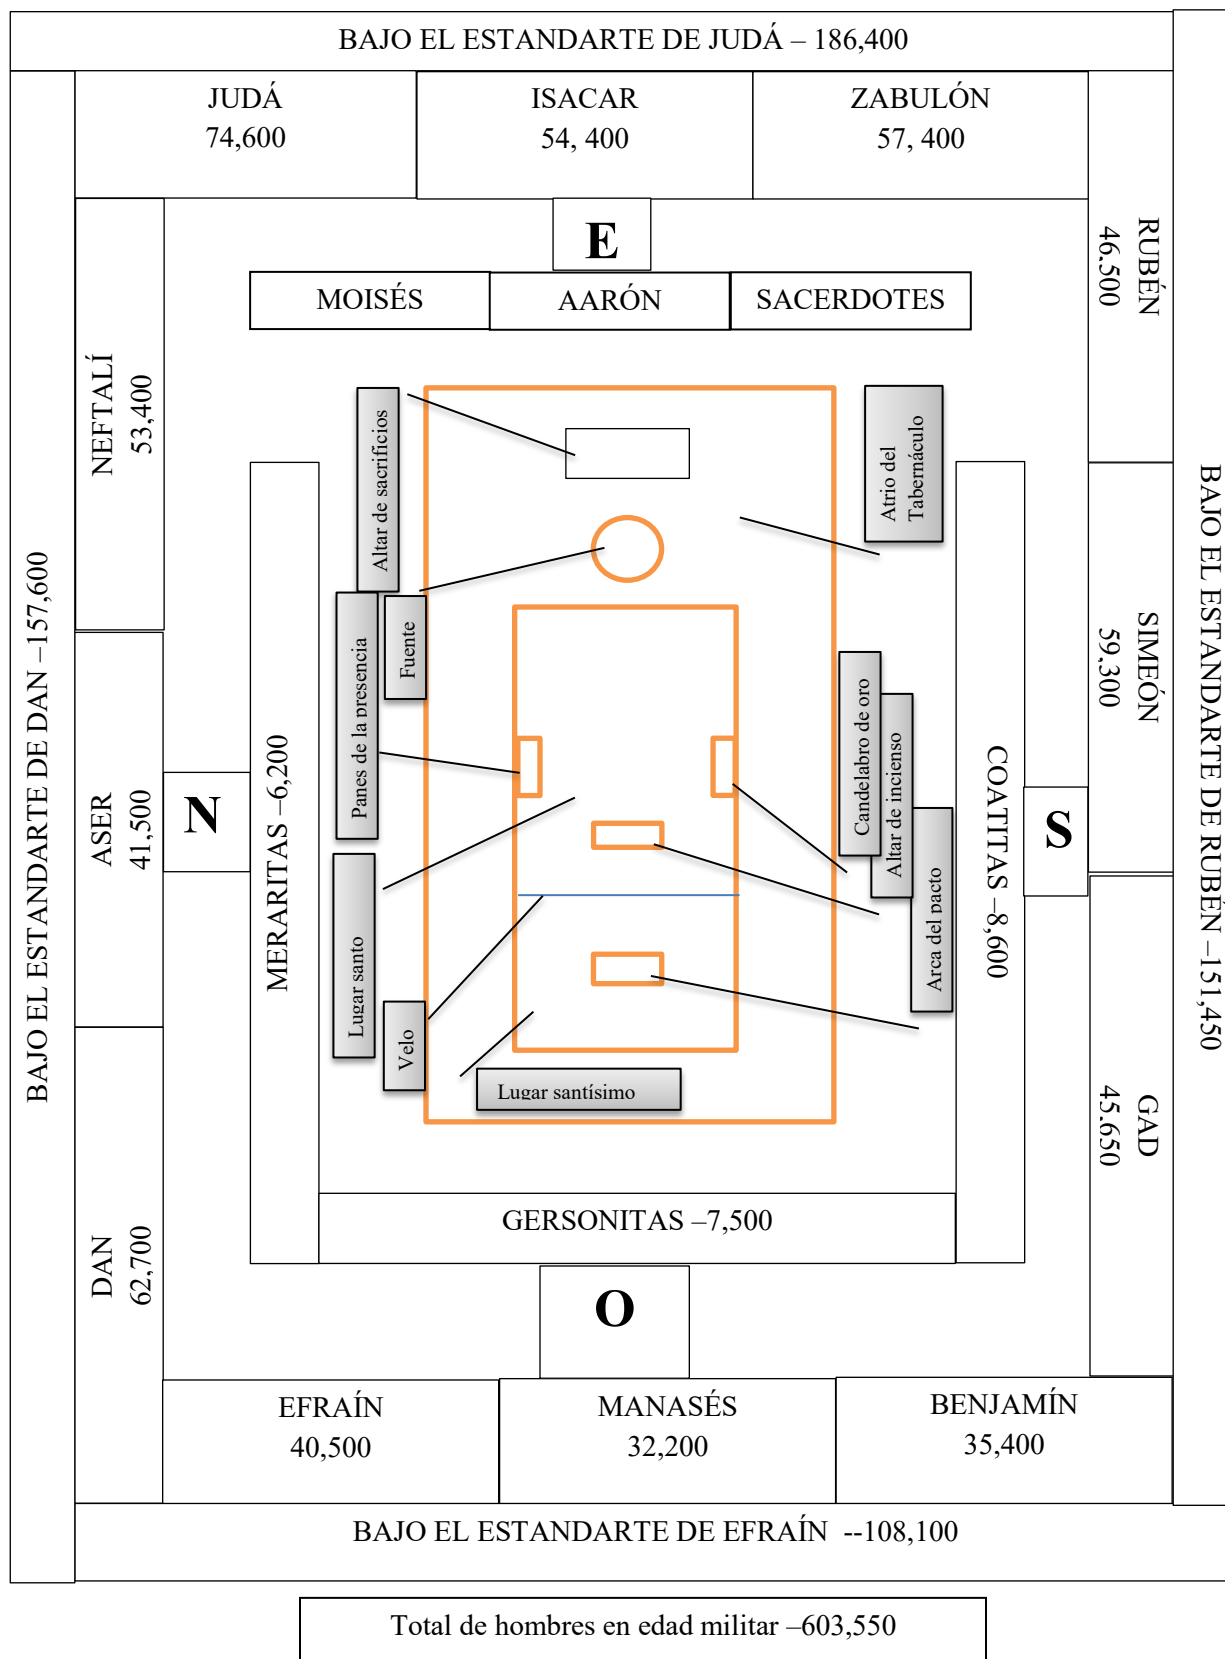 BAJO EL ESTANDARTE DE JUDÁ – 186,400
JUDÁ
74,600
ISACAR
54, 400
ZABULÓN
57, 400
E
MOISÉS
AARÓN
SACERDOTES
BAJO EL ESTANDARTE DE DAN –157,600
NEFTALÍ
53,400
ASER
41,500
DAN
62,700
N
MERARITAS –6,200
Altar de sacrificios
Fuente
Panes de la presencia
Lugar santo
Velo
Lugar santísimo
Atrio del
Tabernáculo
Candelabro de oro
Altar de incienso
Arca del pacto
COATITAS –8,600
S
RUBÉN
46.500
SIMEÓN
59,300
GAD
45.650
BAJO EL ESTANDARTE DE RUBÉN –151,450
GERSONITAS –7,500
O
EFRAÍN
40,500
MANASÉS
32,200
BENJAMÍN
35,400
BAJO EL ESTANDARTE DE EFRAÍN --108,100
Total de hombres en edad militar –603,550